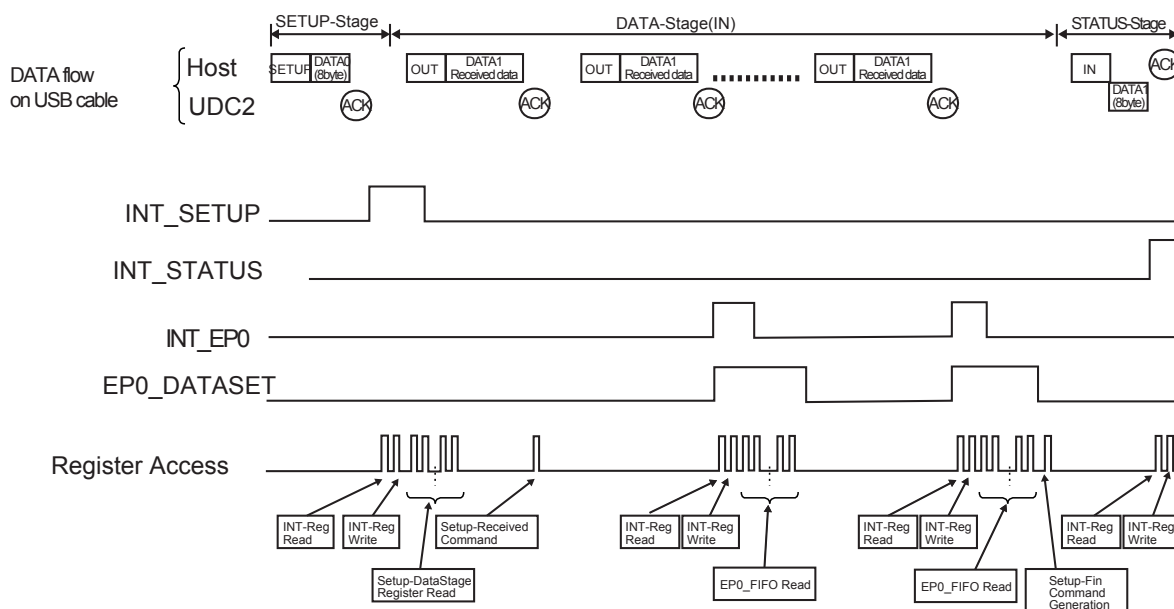 SETUP-Stage
DATA-Stage(IN)
STATUS-Stage
DATA flow
on USB cable
Host
UDC2
SETUP
DATA0
(8byte)
ACK
OUT
DATA1
Received data
ACK
OUT
DATA1
Received data
ACK
OUT
DATA1
Received data
ACK
IN
DATA1
(8byte)
ACK
INT_SETUP
INT_STATUS
INT_EP0
EP0_DATASET
Register Access
INT-Reg
Read
INT-Reg
Write
Setup-Received
Command
INT-Reg
Read
INT-Reg
Write
INT-Reg
Read
INT-Reg
Write
INT-Reg
Read
INT-Reg
Write
Setup-DataStage
Register Read
EP0_FIFO Read
EP0_FIFO Read
Setup-Fin
Command
Generation